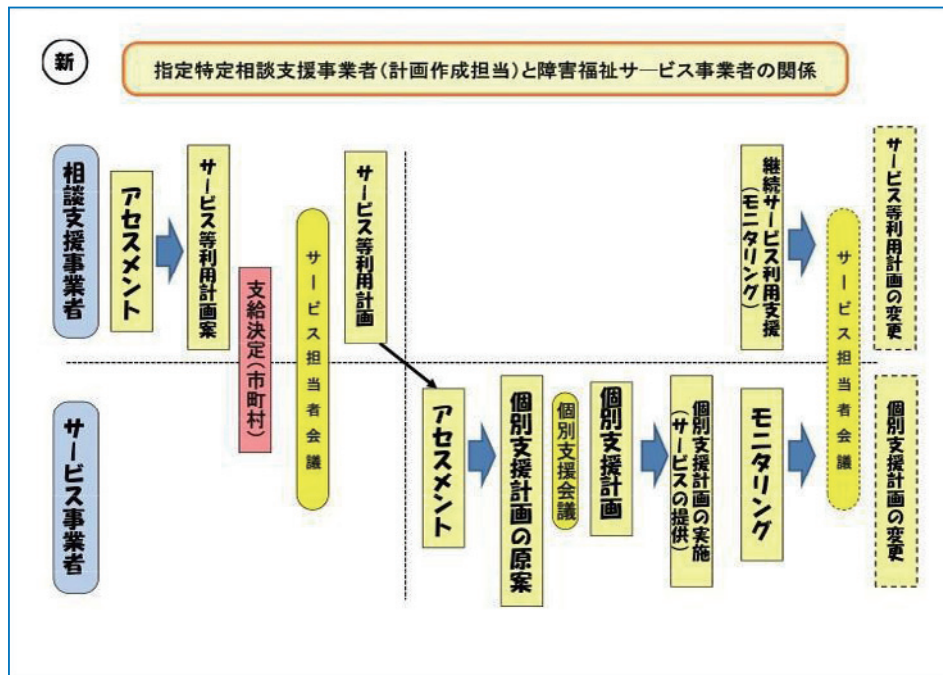 新
指定特定相談支援事業者(計画作成担当)と障害福祉サービス事業者の関係
相談支援事業者
アセスメント
サービス等利用計画案
支給決定(市町村)
サービス担当者会議
サービス等利用計画
継続サービス利用支援
(モニタリング)
サービス担当者会議
サービス等利用計画の変更
サービス事業者
アセスメント
個別支援計画の原案
個別支援会議
個別支援計画
個別支援計画の実施
(サービスの提供)
モニタリング
個別支援計画の変更